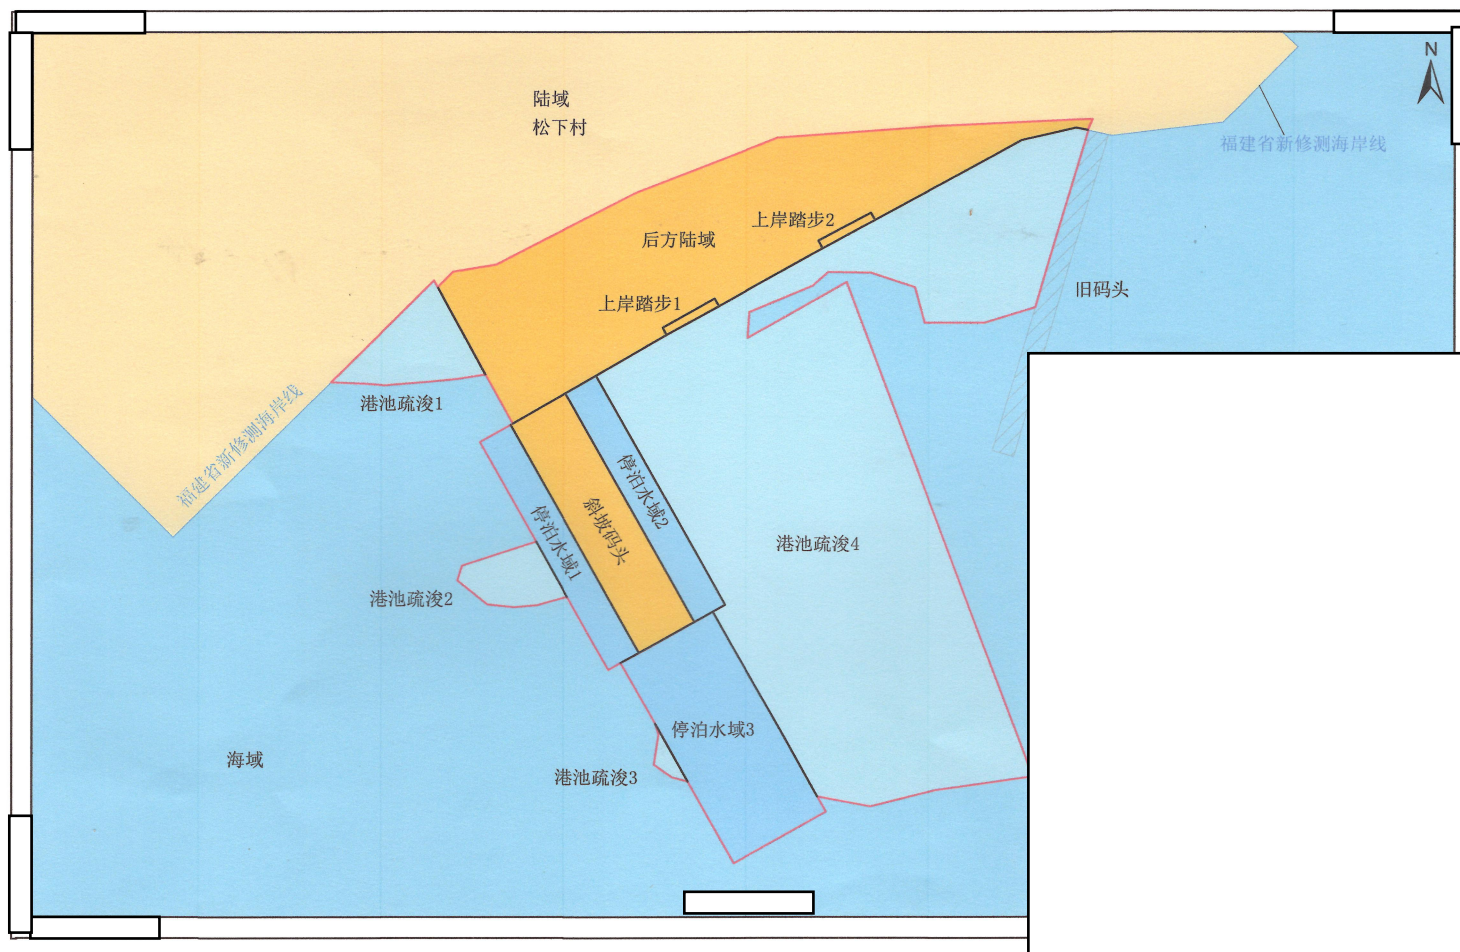 N
陆域
松下村
福建省新修测海岸线
上岸踏步2
后方陆域
旧码头
上岸踏步1
港池疏浚1
福建省新修测海岸线
停泊水域2
斜坡码头
停泊水域1
港池疏浚4
港池疏浚2
停泊水域3
海域
港池疏浚3